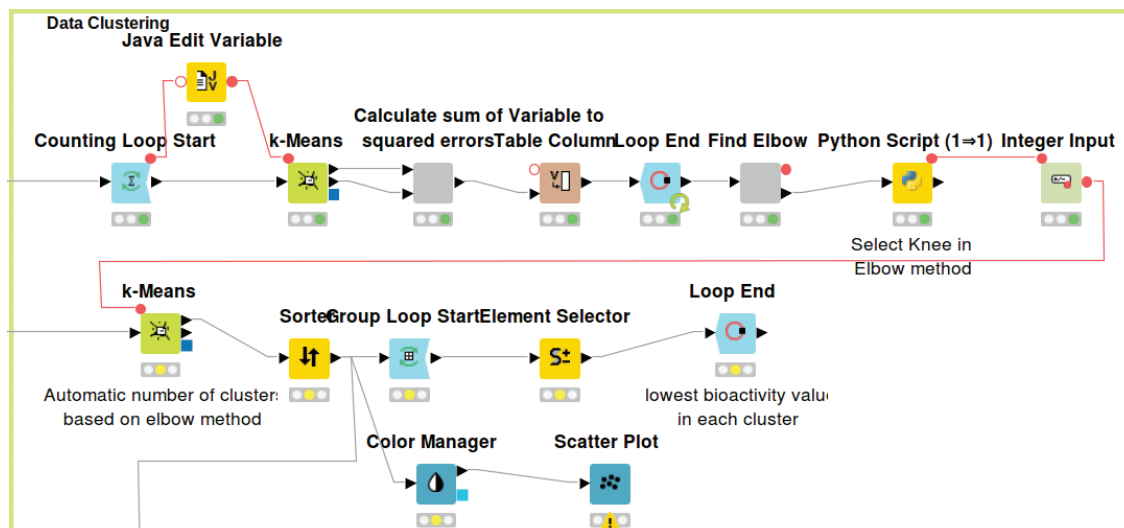 Data Clustering
Java Edit Variable
Calculate sum of Variable to
Counting Loop Start k-Means squared errors Table Column Loop End Find Elbow Python Script (1⇒1) Integer Input
Select Knee in
Elbow method
k-Means Loop End
Sorter Group Loop Start Element Selector
Automatic number of clusters
based on elbow method
lowest bioactivity valu
in each cluster
Color Manager Scatter Plot